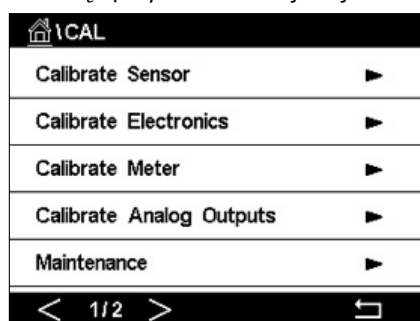 \CAL
Calibrate Sensor
Calibrate Electronics
Calibrate Meter
Calibrate Analog Outputs
Maintenance
< 1/2 >